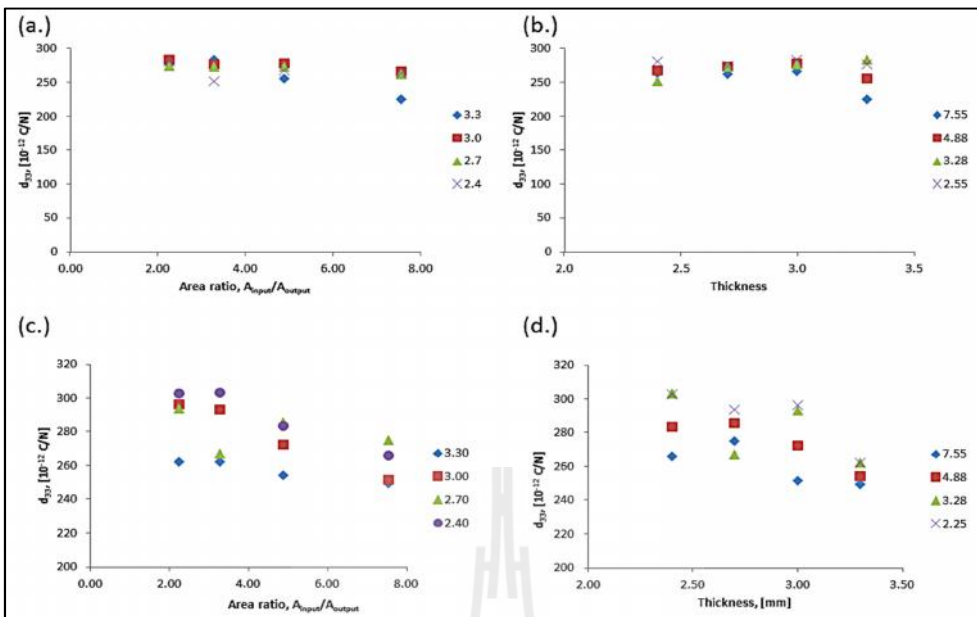 (a.)
300
250
200
150
100
50
0
0.00 2.00 4.00 6.00 8.00
d33, [10-12 C/N]
Area ratio, Ainput/Aoutput
3.3
3.0
2.7
2.4
(b.)
300
250
200
150
100
50
0
2.0 2.5 3.0 3.5
d33, [10-12 C/N]
Thickness
7.55
4.88
3.28
2.55
(c.)
320
300
280
260
240
220
200
0.00 2.00 4.00 6.00 8.00
d33, [10-12 C/N]
Area ratio, Ainput/Aoutput
3.30
3.00
2.70
2.40
(d.)
320
300
280
260
240
220
200
2.00 2.50 3.00 3.50
d33, [10-12 C/N]
Thickness, [mm]
7.55
4.88
3.28
2.25